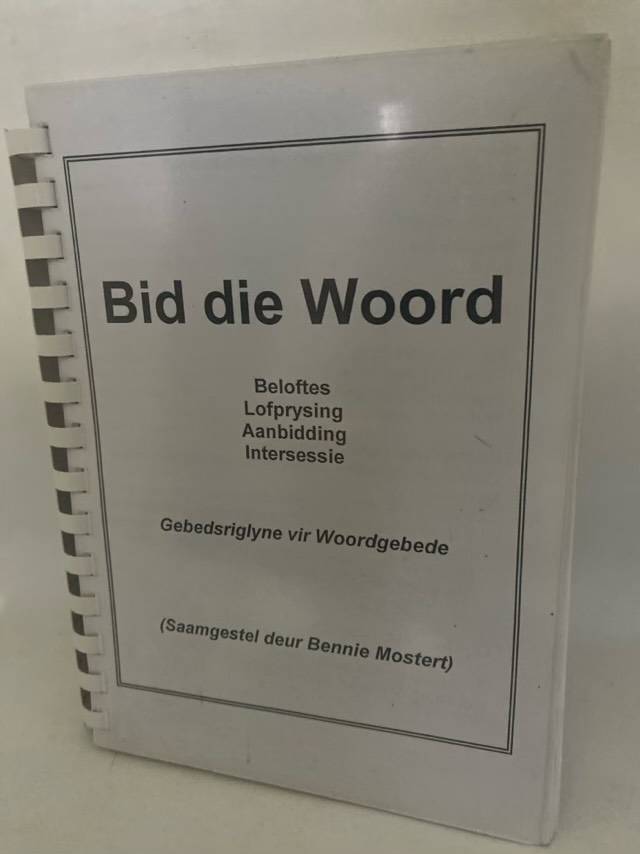 Bid die Woord
Beloftes
Lofprysing
Aanbidding
Intersessie
Gebedsriglyne vir Woordgebede
(Saamgestel deur Bennie Mostert)